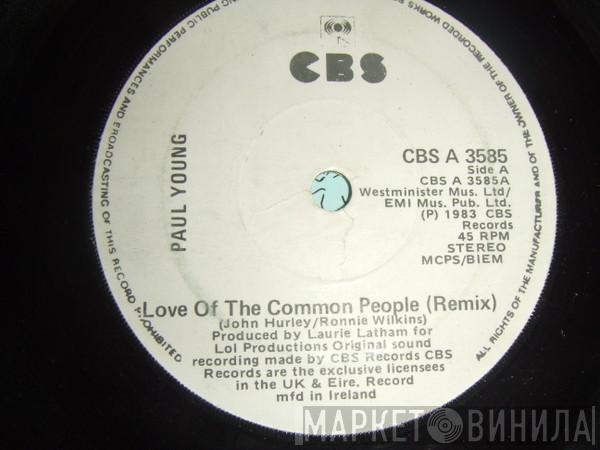 CBS
PAUL YOUNG
CBS A 3585
Side A
CBS A 3585A
Westminister Mus. Ltd/
EMI Mus. Pub. Ltd.
(P) 1983 CBS
Records
45 RPM
STEREO
MCPS/BIEM
Love Of The Common People (Remix)
(John Hurley/Ronnie Wilkins)
Produced by Laurie Latham for
Lol Productions Original sound
recording made by CBS Records CBS
Records are the exclusive licensees
in the UK & Eire. Record
mfd in Ireland
ALL RIGHTS OF THE MANUFACTURER AND OF THE OWNER OF THE RECORDED WORKS
PUBLIC PERFORMANCES AND BROADCASTING OF THIS RECORD PROHIBITED
МАРКЕТ ВИНИЛА